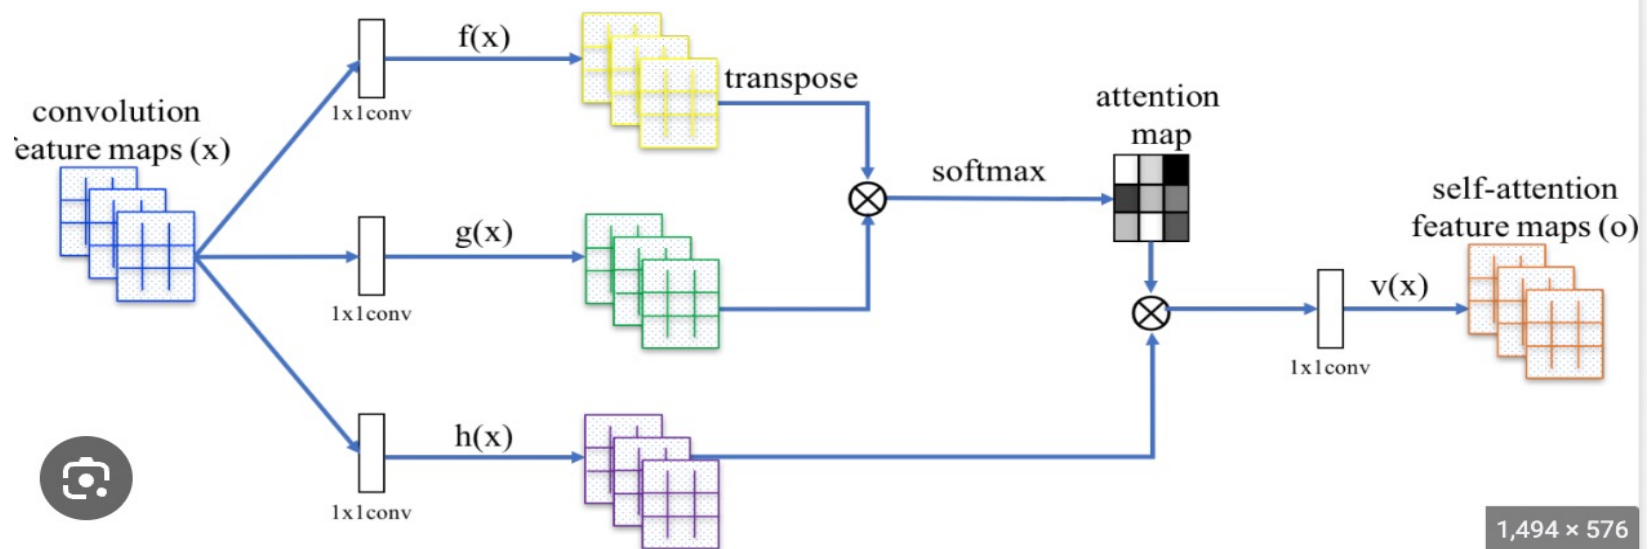 f(x)
transpose
1x1conv
convolution
eature maps (x)
attention
map
softmax
g(x)
1x1conv
self-attention
feature maps (o)
v(x)
1x1conv
h(x)
1x1conv
1,494 × 576